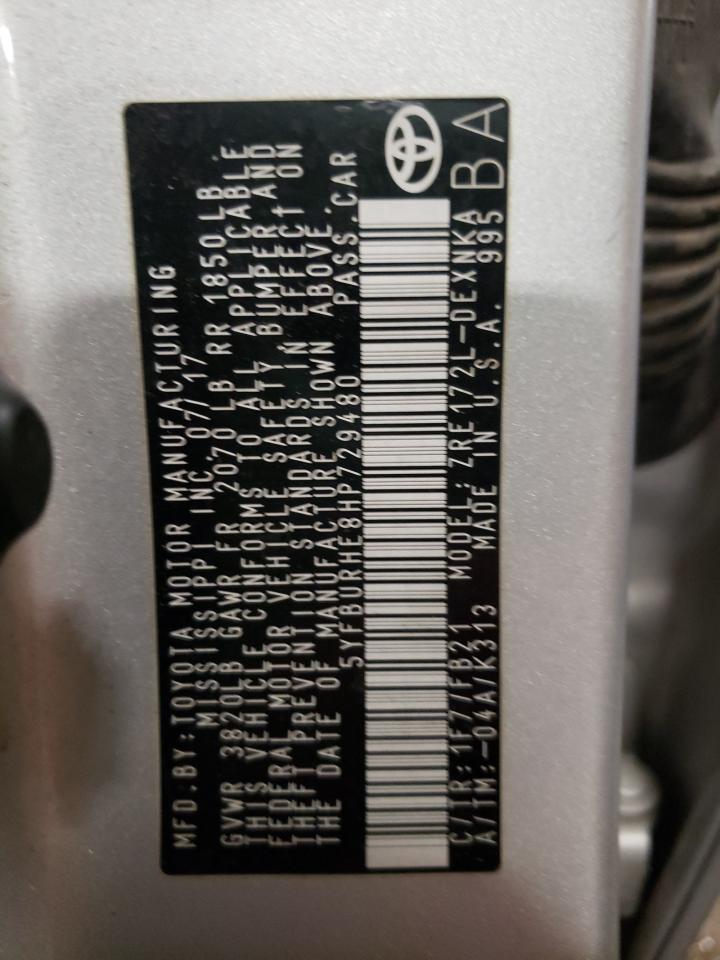 MFD.BY:TOYOTA MOTOR MANUFACTURING
MISSISSIPPI INC.07/17
GVWR 3820LB GAWR FR 2070 LB RR 1850LB
THIS VEHICLE CONFORMS TO ALL APPLICABLE
FEDERAL MOTOR VEHICLE SAFETY BUMPER AND
THEFT PREVENTION STANDARDS IN EFFECT ON
THE DATE OF MANUFACTURE SHOWN ABOVE.
5YFBURHE8HP729480 PASS.CAR
C/TR:1F7/FB21 MODEL:ZRE172L-DEXNKA
A/TM:-04A/K313 MADE IN U.S.A. 995
BA